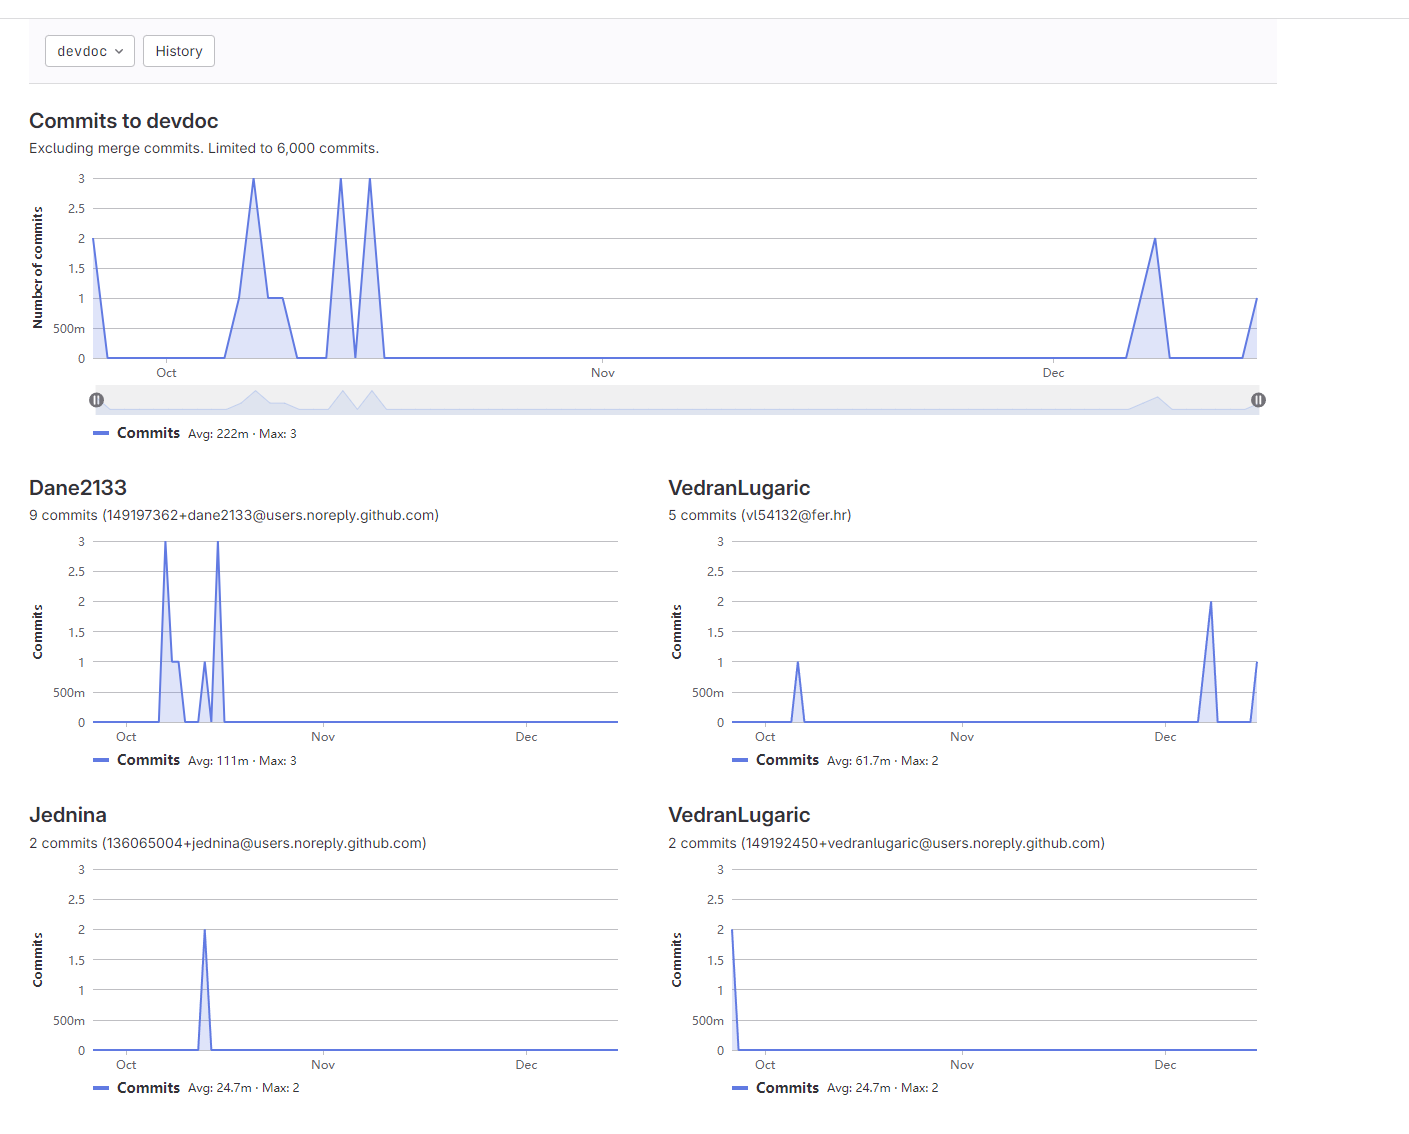 devdoc History
Commits to devdoc
Excluding merge commits. Limited to 6,000 commits.
Number of commits
3
2.5
2
1.5
1
500m
0
Oct Nov Dec
Commits Avg: 222m · Max: 3
Dane2133
9 commits (149197362+dane2133@users.noreply.github.com)
Commits
3
2.5
2
1.5
1
500m
0
Oct Nov Dec
Commits Avg: 111m · Max: 3
VedranLugaric
5 commits (vl54132@fer.hr)
Commits
3
2.5
2
1.5
1
500m
0
Oct Nov Dec
Commits Avg: 61.7m · Max: 2
Jednina
2 commits (136065004+jednina@users.noreply.github.com)
Commits
3
2.5
2
1.5
1
500m
0
Oct Nov Dec
Commits Avg: 24.7m · Max: 2
VedranLugaric
2 commits (149192450+vedranlugaric@users.noreply.github.com)
Commits
3
2.5
2
1.5
1
500m
0
Oct Nov Dec
Commits Avg: 24.7m · Max: 2